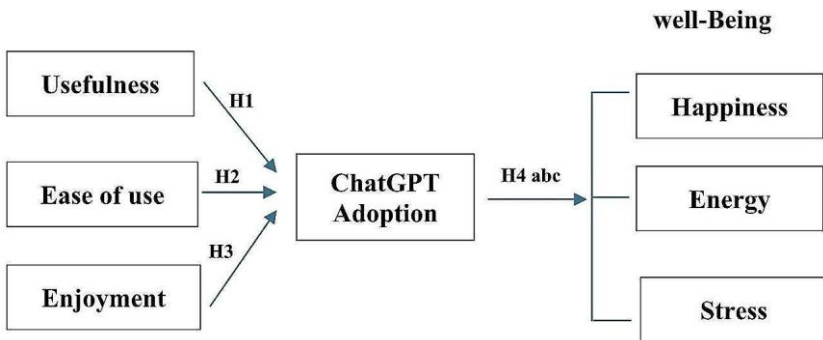 well-Being
Usefulness
H1
Happiness
Ease of use
H2
ChatGPT
Adoption
H4 abc
Energy
H3
Enjoyment
Stress